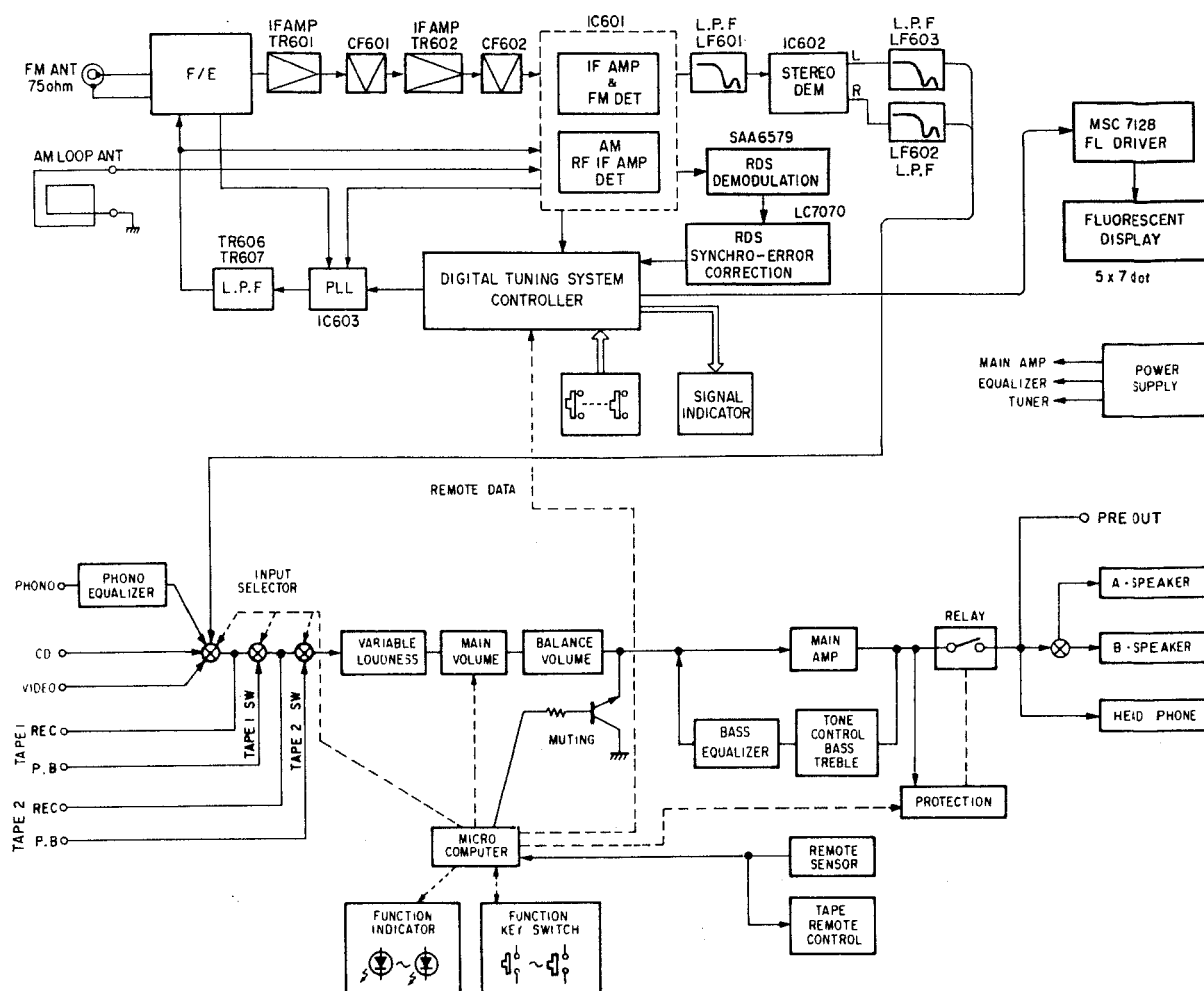 IF AMP
TR601
CF601
IF AMP
TR602
CF602
IC601
L.P.F
LF601
IC602
L.P.F
LF603
FM ANT
75ohm
F/E
IF AMP
&
FM DET
STEREO
DEM
L
R
LF602
L.P.F
MSC 7128
FL DRIVER
AM LOOP ANT
AM
RF IF AMP
DET
SAA6579
RDS
DEMODULATION
LC7070
RDS
SYNCHRO-ERROR
CORRECTION
FLUORESCENT
DISPLAY
5 x 7 dot
TR606
TR607
L.P.F
PLL
IC603
DIGITAL TUNING SYSTEM
CONTROLLER
SIGNAL
INDICATOR
MAIN AMP
EQUALIZER
TUNER
POWER
SUPPLY
REMOTE DATA
PRE OUT
PHONO
PHONO
EQUALIZER
INPUT
SELECTOR
A-SPEAKER
RELAY
CD
VARIABLE
LOUDNESS
MAIN
VOLUME
BALANCE
VOLUME
MAIN
AMP
B-SPEAKER
VIDEO
TAPE 1
REC
P.B
TAPE 1 SW
TAPE 2 SW
MUTING
BASS
EQUALIZER
TONE
CONTROL
BASS
TREBLE
HEAD PHONE
TAPE 2
REC
P.B
PROTECTION
MICRO
COMPUTER
REMOTE
SENSOR
FUNCTION
INDICATOR
FUNCTION
KEY SWITCH
TAPE
REMOTE
CONTROL